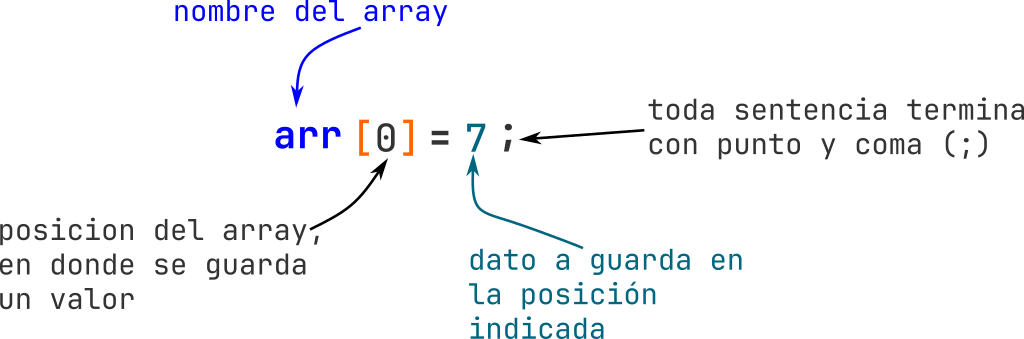 nombre del array
toda sentencia termina
con punto y coma (;)
arr [0] = 7 ;
posicion del array,
en donde se guarda
un valor
dato a guarda en
la posición
indicada